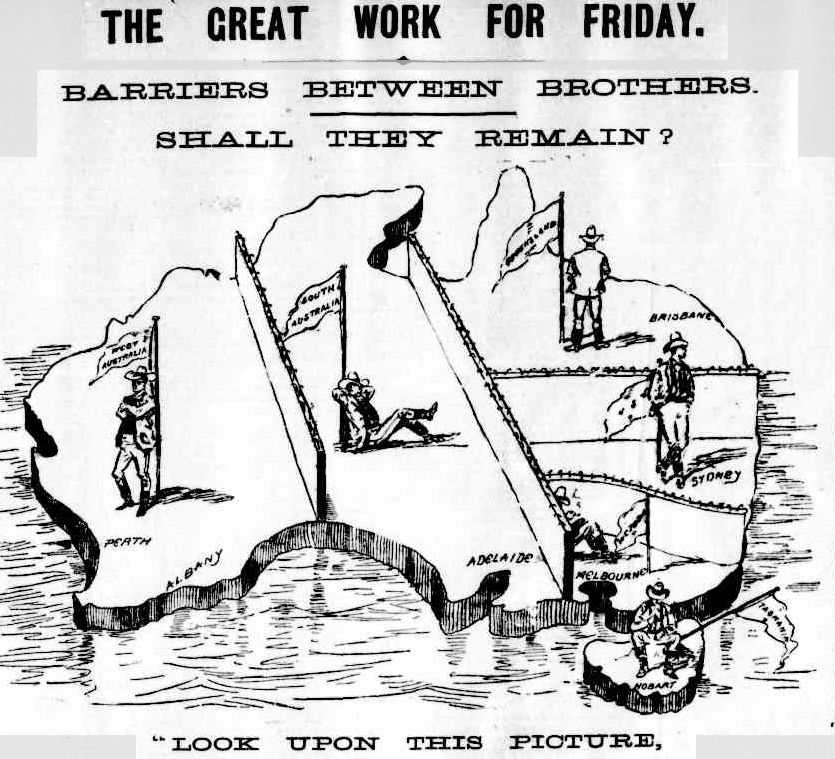 THE GREAT WORK FOR FRIDAY.
BARRIERS BETWEEN BROTHERS.
SHALL THEY REMAIN?
QUEENSLAND
SOUTH
AUSTRALIA
BRISBANE
WEST
AUSTRALIA
SYDNEY
PERTH
ALBANY
ADELAIDE
MELBOURNE
TASMANIA
HOBART
"LOOK UPON THIS PICTURE,